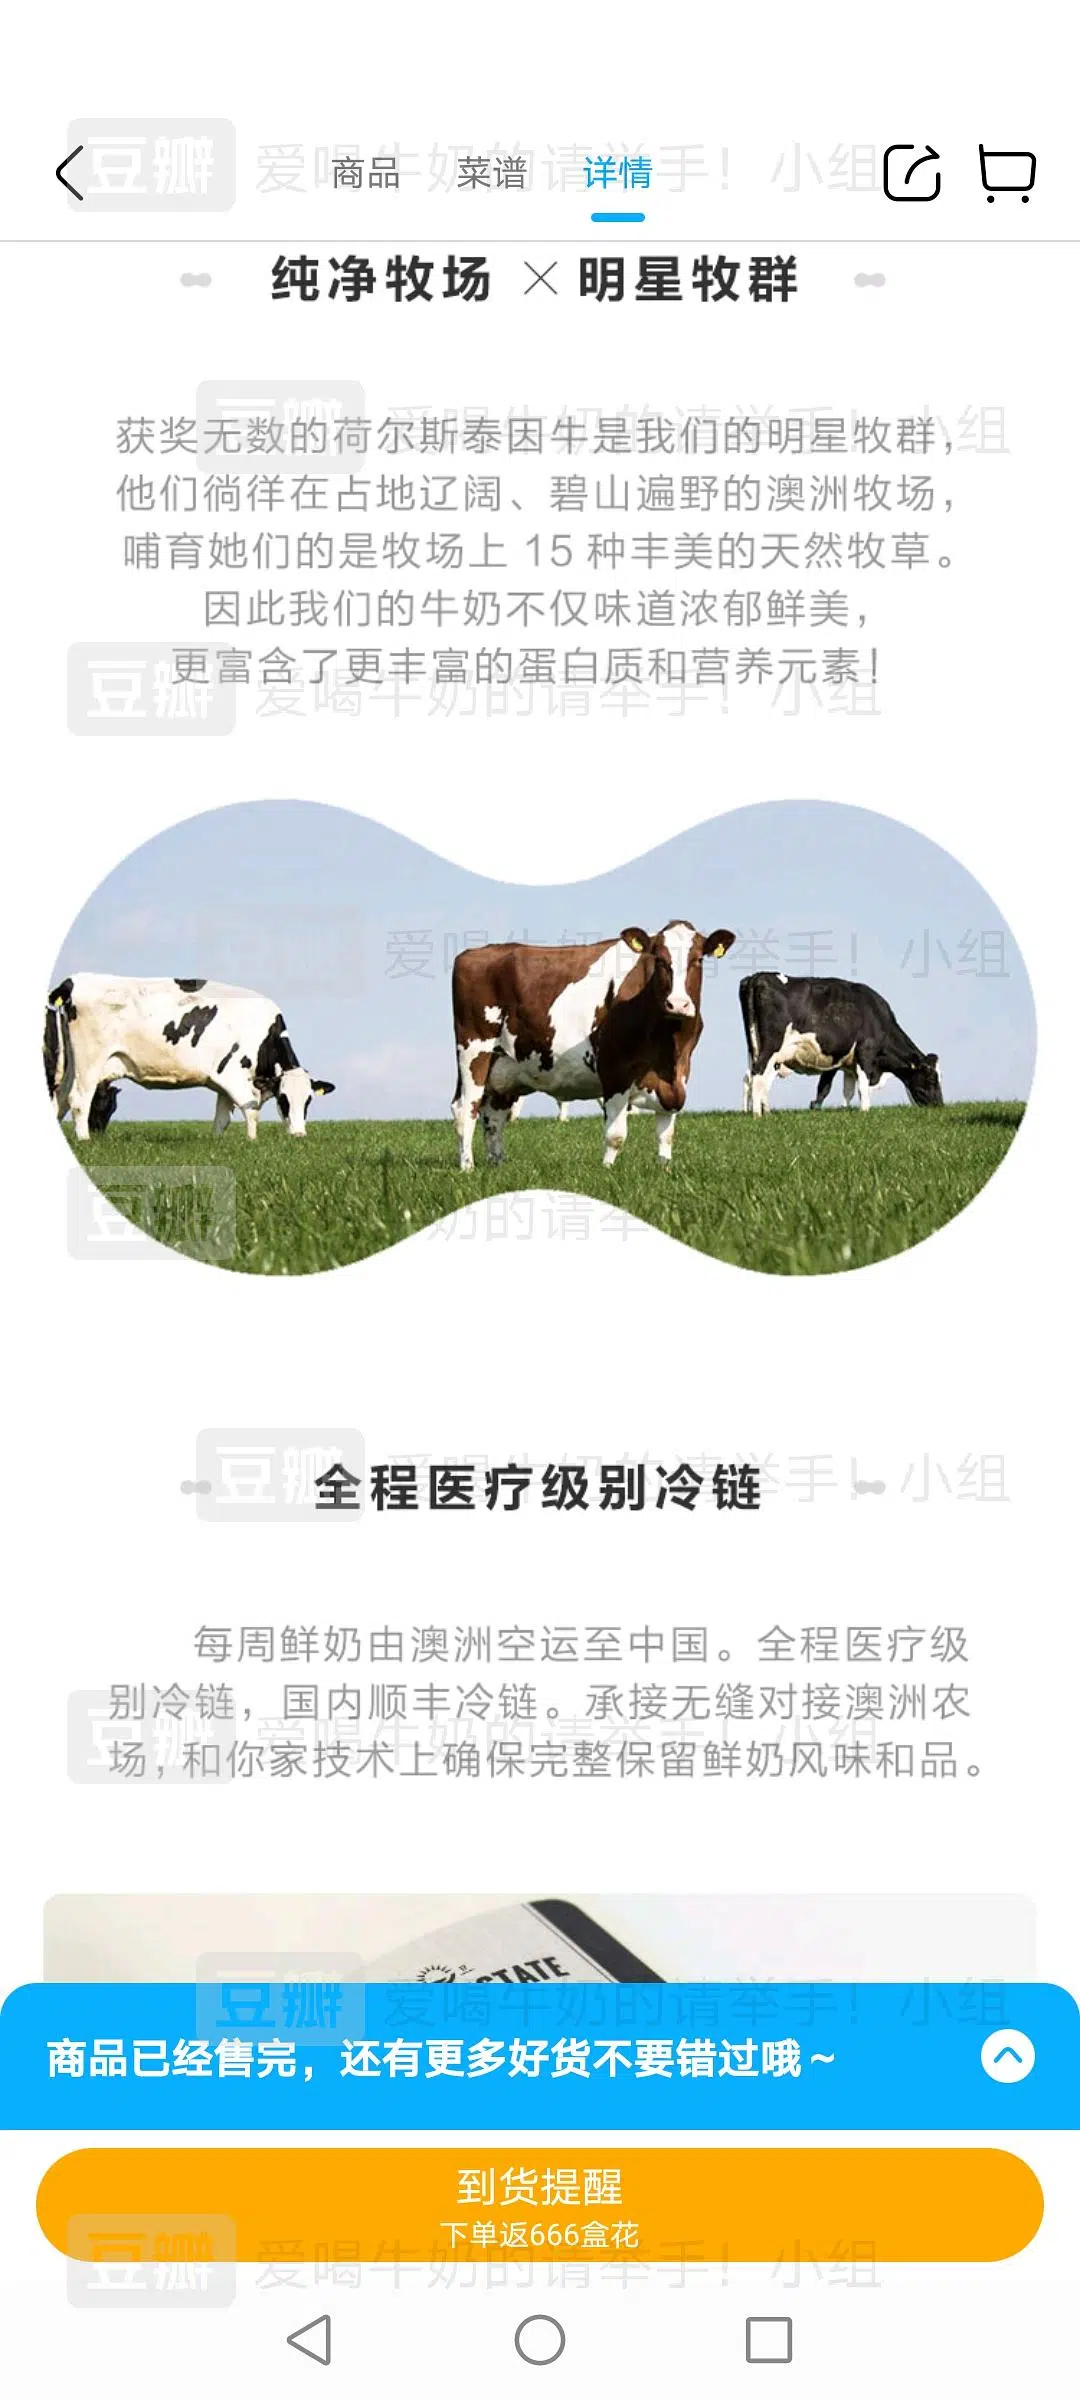 商品 菜谱 详情
纯净牧场 × 明星牧群
获奖无数的荷尔斯泰因牛是我们的明星牧群，
他们徜徉在占地辽阔、碧山遍野的澳洲牧场，
哺育她们的是牧场上 15 种丰美的天然牧草。
因此我们的牛奶不仅味道浓郁鲜美，
更富含了更丰富的蛋白质和营养元素！
全程医疗级别冷链
每周鲜奶由澳洲空运至中国。全程医疗级
别冷链，国内顺丰冷链。承接无缝对接澳洲农
场，和你家技术上确保完整保留鲜奶风味和品。
STATE
商品已经售完，还有更多好货不要错过哦～
到货提醒
下单返666盒花
豆瓣 爱喝牛奶的请举手！小组